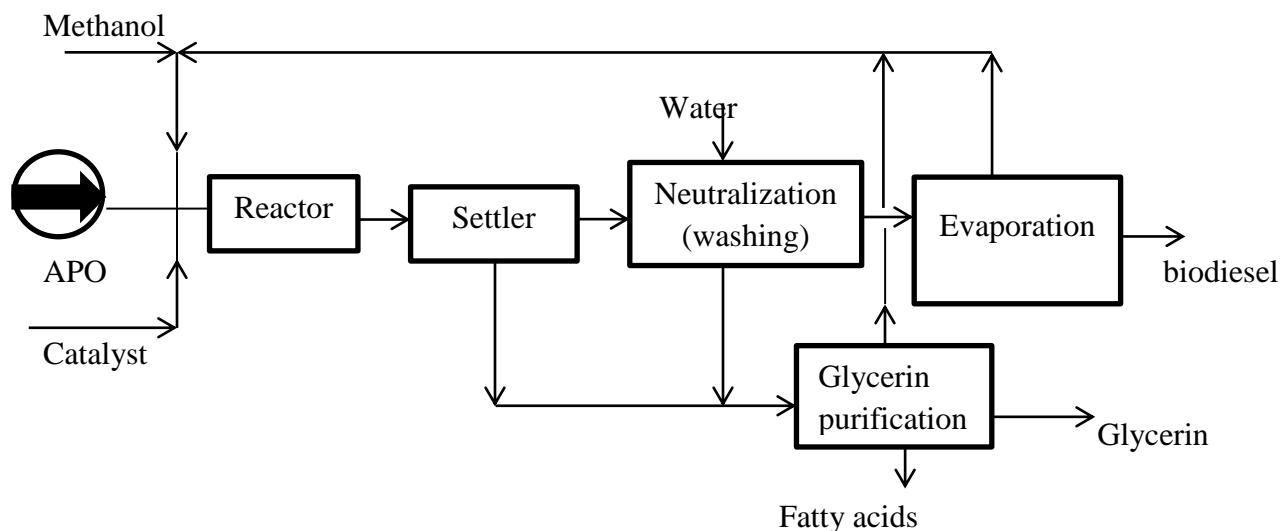 Methanol
Water
Reactor
Settler
Neutralization
(washing)
Evaporation
APO
biodiesel
Catalyst
Glycerin
purification
Glycerin
Fatty acids